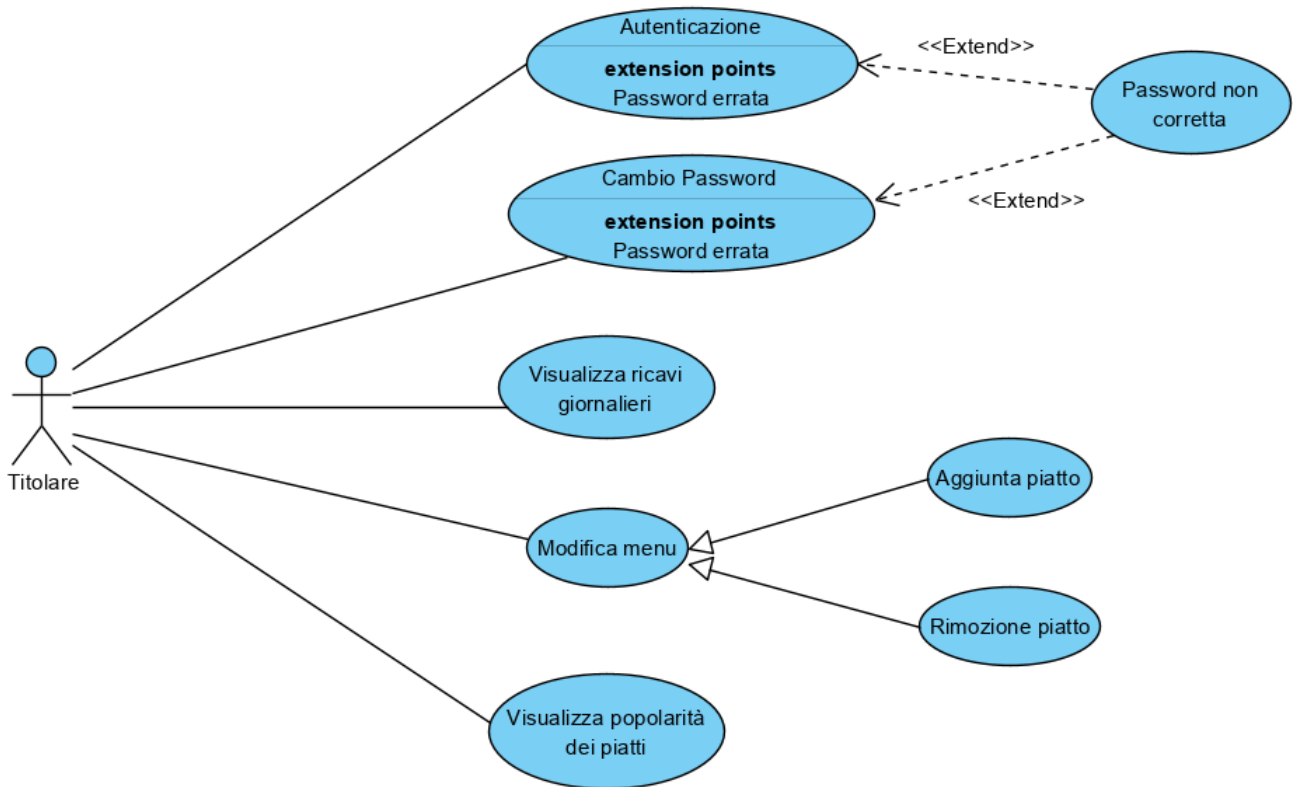 Autenticazione
extension points
Password errata
<<Extend>>
Password non
corretta
Cambio Password
extension points
Password errata
<<Extend>>
Visualizza ricavi
giornalieri
Titolare
Aggiunta piatto
Modifica menu
Rimozione piatto
Visualizza popolarità
dei piatti